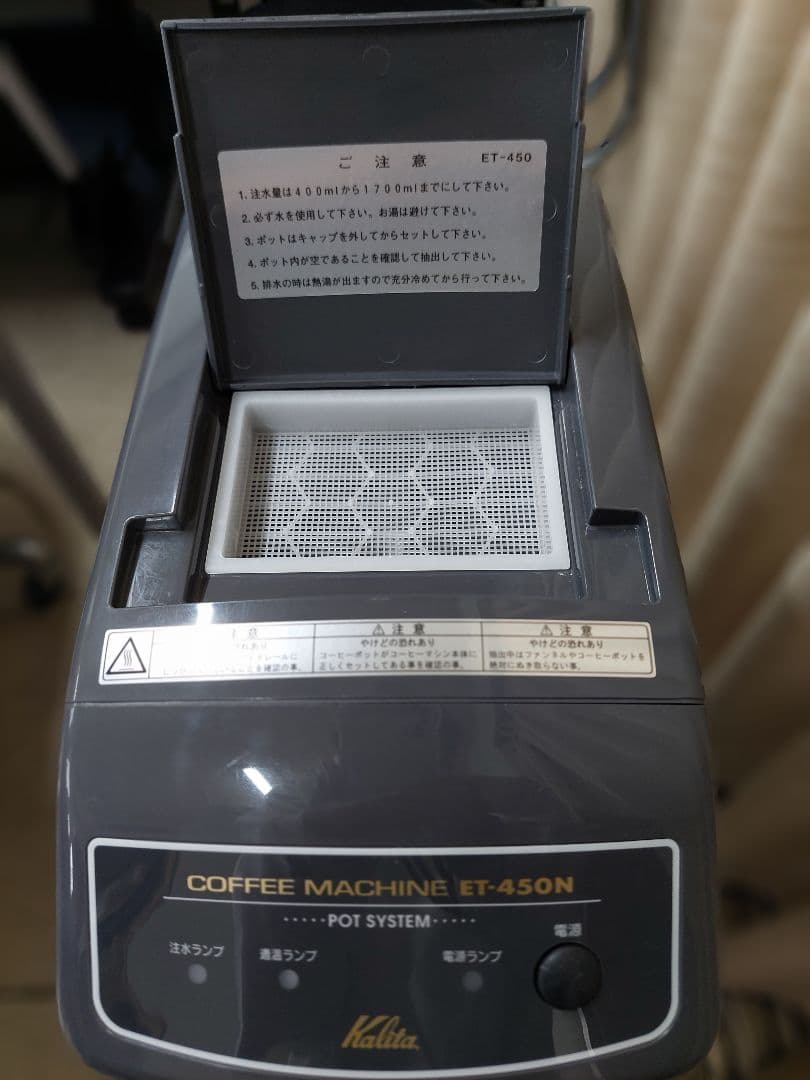 ご注意 ET-450
1. 注水量は400mlから1700mlまでにして下さい。
2. 必ず水を使用して下さい。お湯は避けて下さい。
3. ポットはキャップを外してからセットして下さい。
4. ポット内が空であることを確認して抽出して下さい。
5. 排水の時は熱湯が出ますので充分冷めてから行って下さい。
⚠注意
やけどの恐れあり
コーヒーポットがコーヒーマシン本体に
正しくセットしてある事を確認の事。
⚠注意
やけどの恐れあり
抽出中はファンネルやコーヒーポットを
絶対にぬき取らない事。
COFFEE MACHINE ET-450N
·····POT SYSTEM·····
注水ランプ 適温ランプ 電源ランプ 電源
Kalita